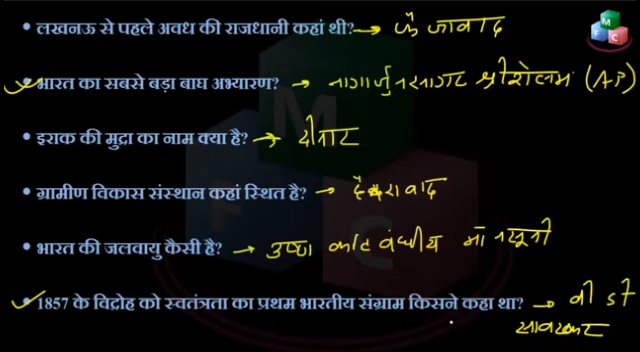 • लखनऊ से पहले अवध की राजधानी कहां थी? → फैजाबाद
• भारत का सबसे बड़ा बाघ अभ्यारण? → नागार्जुनसागर श्रीशैलम (AP)
• इराक की मुद्रा का नाम क्या है? → दीनार
• ग्रामीण विकास संस्थान कहां स्थित है? → हैदराबाद
• भारत की जलवायु कैसी है? → उष्ण कटिबंधीय मॉनसूनी
• 1857 के विद्रोह को स्वतंत्रता का प्रथम भारतीय संग्राम किसने कहा था? → वी डी
सावरकर
M
F C
M
F C